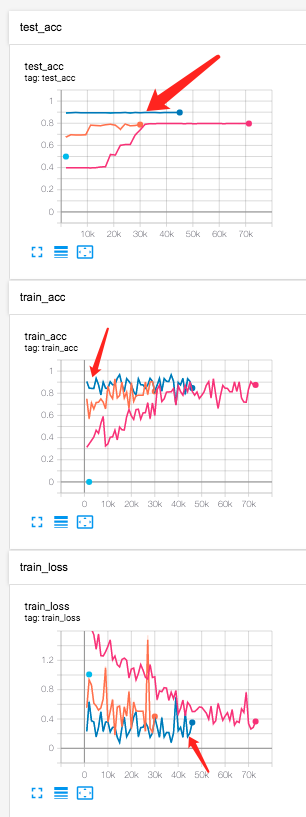 test_acc
test_acc
tag: test_acc
1
0.8
0.6
0.4
0.2
0
10k 20k 30k 40k 50k 60k 70k
train_acc
train_acc
tag: train_acc
1
0.8
0.6
0.4
0.2
0
0 10k 20k 30k 40k 50k 60k 70k
train_loss
train_loss
tag: train_loss
1.2
0.8
0.4
0
0 10k 20k 30k 40k 50k 60k 70k